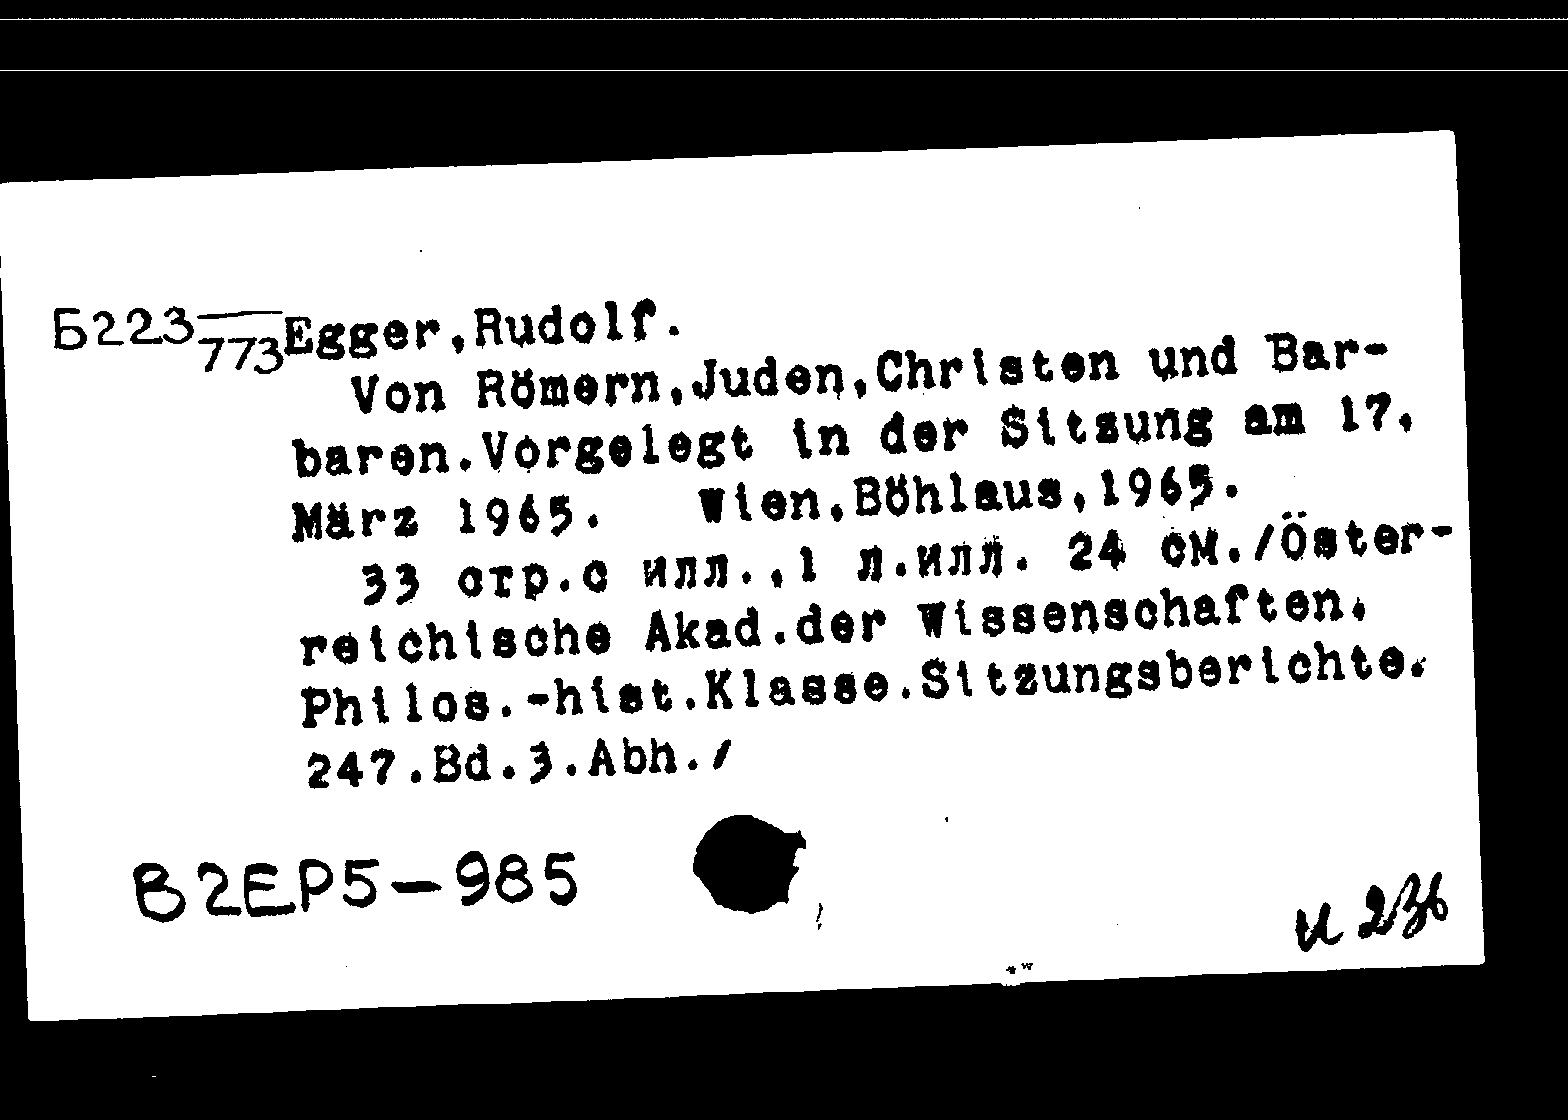 Б223
773 Egger,Rudolf.
Von Römern,Juden,Christen und Bar-
baren.Vorgelegt in der Sitzung am 17.
März 1965. Wien,Böhlaus,1965.
33 стр.с илл.,1 л.илл. 24 см./Öster-
reichische Akad.der Wissenschaften.
Philos.-hist.Klasse.Sitzungsberichte.
247.Bd.3.Abh./
B2EP5-985
и 236